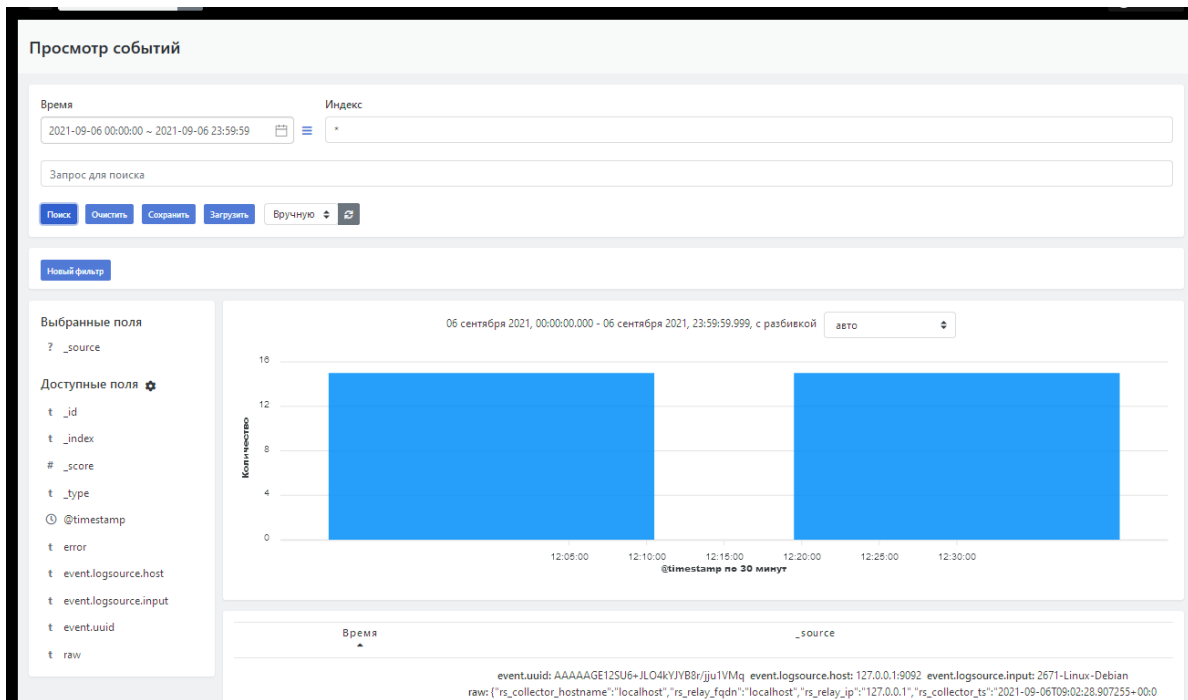 Просмотр событий
Время
Индекс
2021-09-06 00:00:00 ~ 2021-09-06 23:59:59
*
Запрос для поиска
Поиск
Очистить
Сохранить
Загрузить
Вручную
Новый фильтр
Выбранные поля
? _source
Доступные поля
t _id
t _index
# _score
t _type
@timestamp
t error
t event.logsource.host
t event.logsource.input
t event.uuid
t raw
06 сентября 2021, 00:00:00.000 - 06 сентября 2021, 23:59:59.999, с разбивкой
авто
16
12
8
4
0
Количество
12:05:00 12:10:00 12:15:00 12:20:00 12:25:00 12:30:00
@timestamp по 30 минут
Время _source
event.uuid: AAAAAGE12SU6+JLO4kYJYB8r/jju1VMq event.logsource.host: 127.0.0.1:9092 event.logsource.input: 2671-Linux-Debian
raw: {"rs_collector_hostname":"localhost","rs_relay_fqdn":"localhost","rs_relay_ip":"127.0.0.1","rs_collector_ts":"2021-09-06T09:02:28.907255+00:0